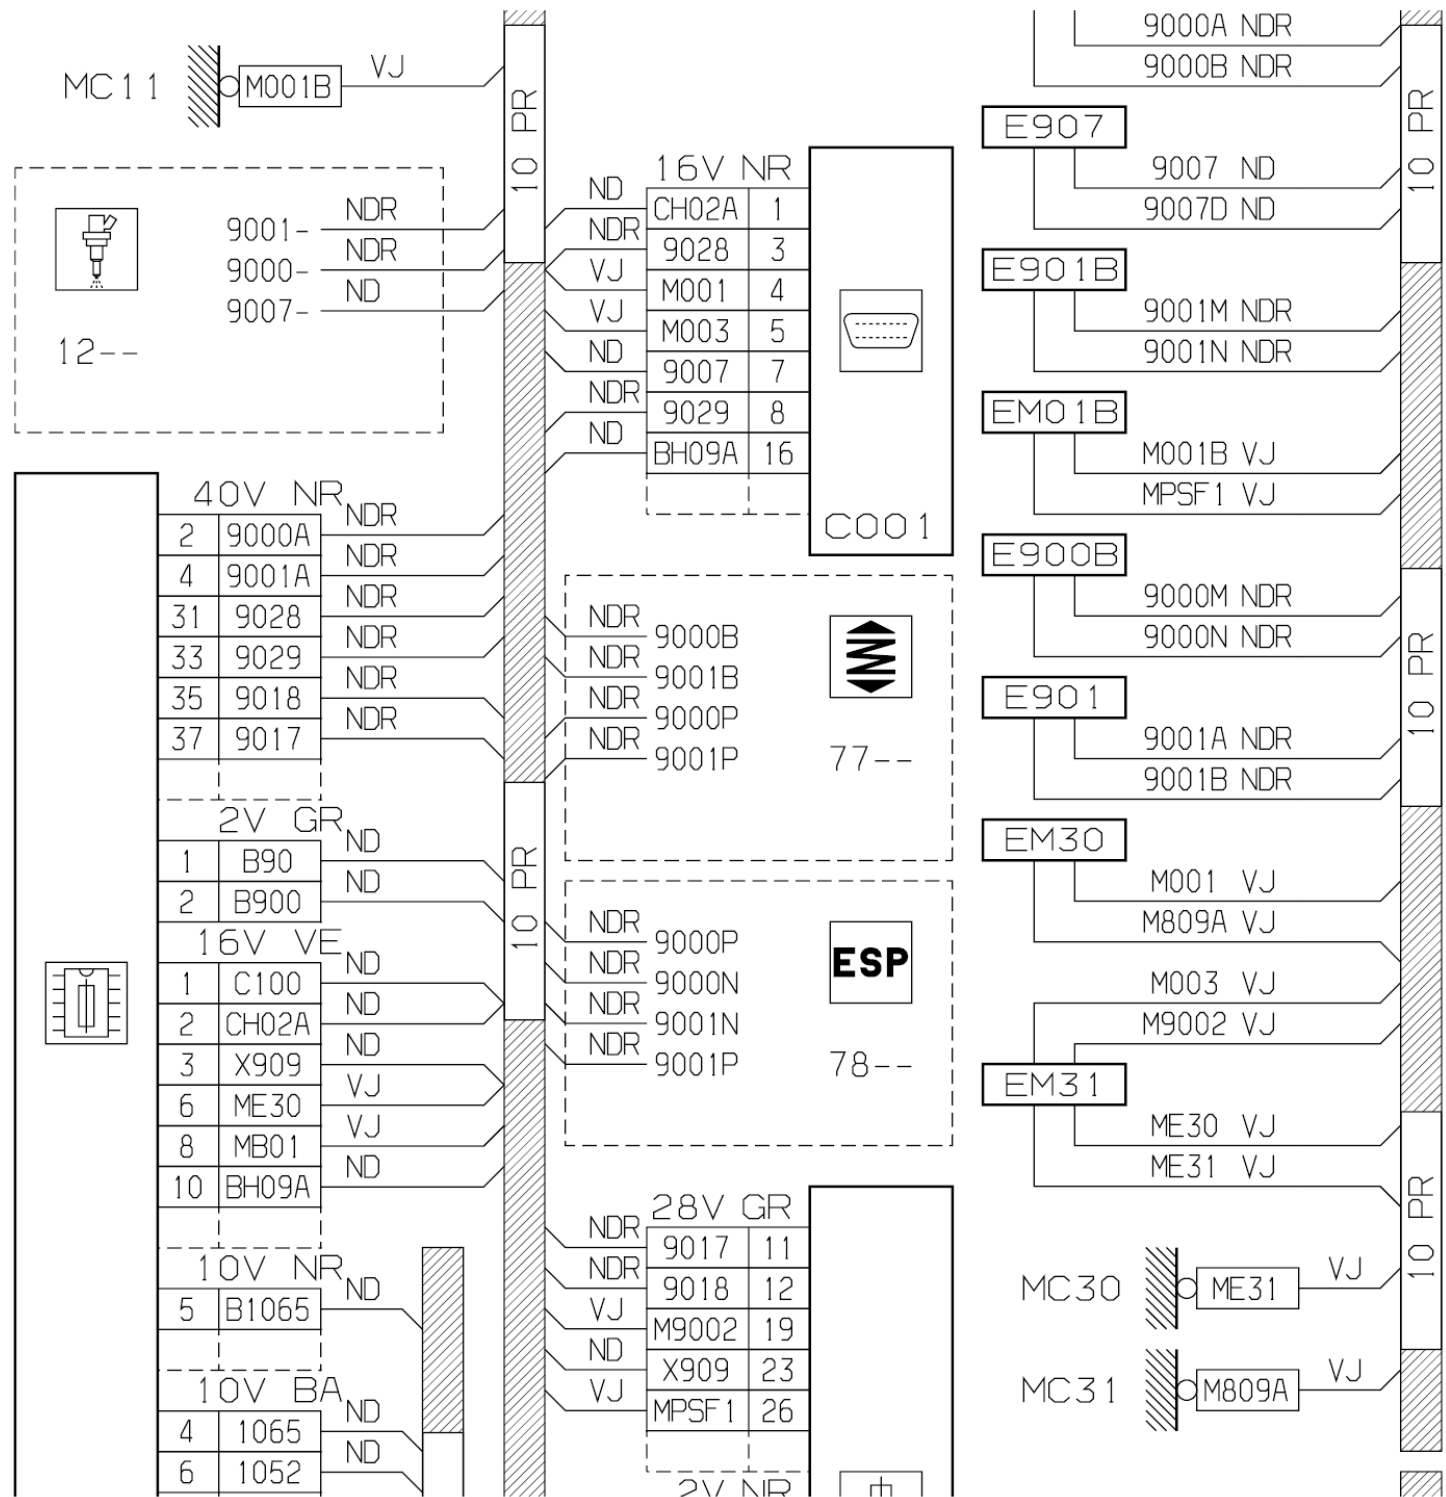 MC11 M001B VJ
10 PR
9001- NDR
9000- NDR
9007- ND
12--
40V NR
2 9000A NDR
4 9001A NDR
31 9028 NDR
33 9029 NDR
35 9018 NDR
37 9017 NDR
2V GR
1 B90 ND
2 B900 ND
16V VE
1 C100 ND
2 CH02A ND
3 X909 ND
6 ME30 VJ
8 MB01 VJ
10 BH09A ND
10V NR
5 B1065 ND
10V BA
4 1065 ND
6 1052 ND
10 PR
16V NR
ND CH02A 1
NDR 9028 3
VJ M001 4
VJ M003 5
ND 9007 7
NDR 9029 8
ND BH09A 16
C001
NDR 9000B
NDR 9001B
NDR 9000P
NDR 9001P
77--
NDR 9000P
NDR 9000N
NDR 9001N
NDR 9001P
ESP
78--
28V GR
NDR 9017 11
NDR 9018 12
VJ M9002 19
ND X909 23
VJ MPSF1 26
2V NR
9000A NDR
9000B NDR
10 PR
E907
9007 ND
9007D ND
E901B
9001M NDR
9001N NDR
EM01B
M001B VJ
MPSF1 VJ
E900B
9000M NDR
9000N NDR
10 PR
E901
9001A NDR
9001B NDR
EM30
M001 VJ
M809A VJ
M003 VJ
M9002 VJ
EM31
ME30 VJ
ME31 VJ
10 PR
MC30 ME31 VJ
MC31 M809A VJ